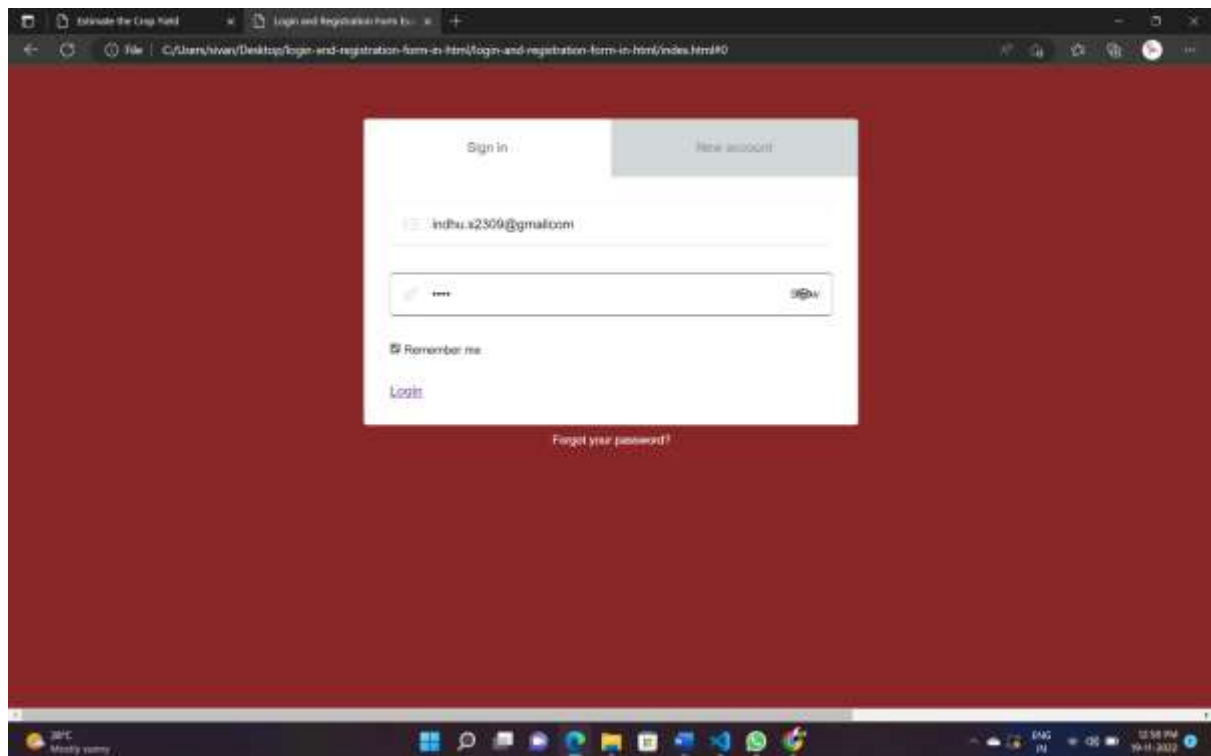 Estimate the Crop Yield
Login and Registration Form
File C:/Users/sivan/Desktop/login-and-registration-form-in-html/login-and-registration-form-in-html/index.html#0
Sign in
New account
indhu.s2309@gmailcom
••••
Show
Remember me
Login
Forgot your password?
Mostly sunny
ENG
IN
12:58 PM
19-11-2022